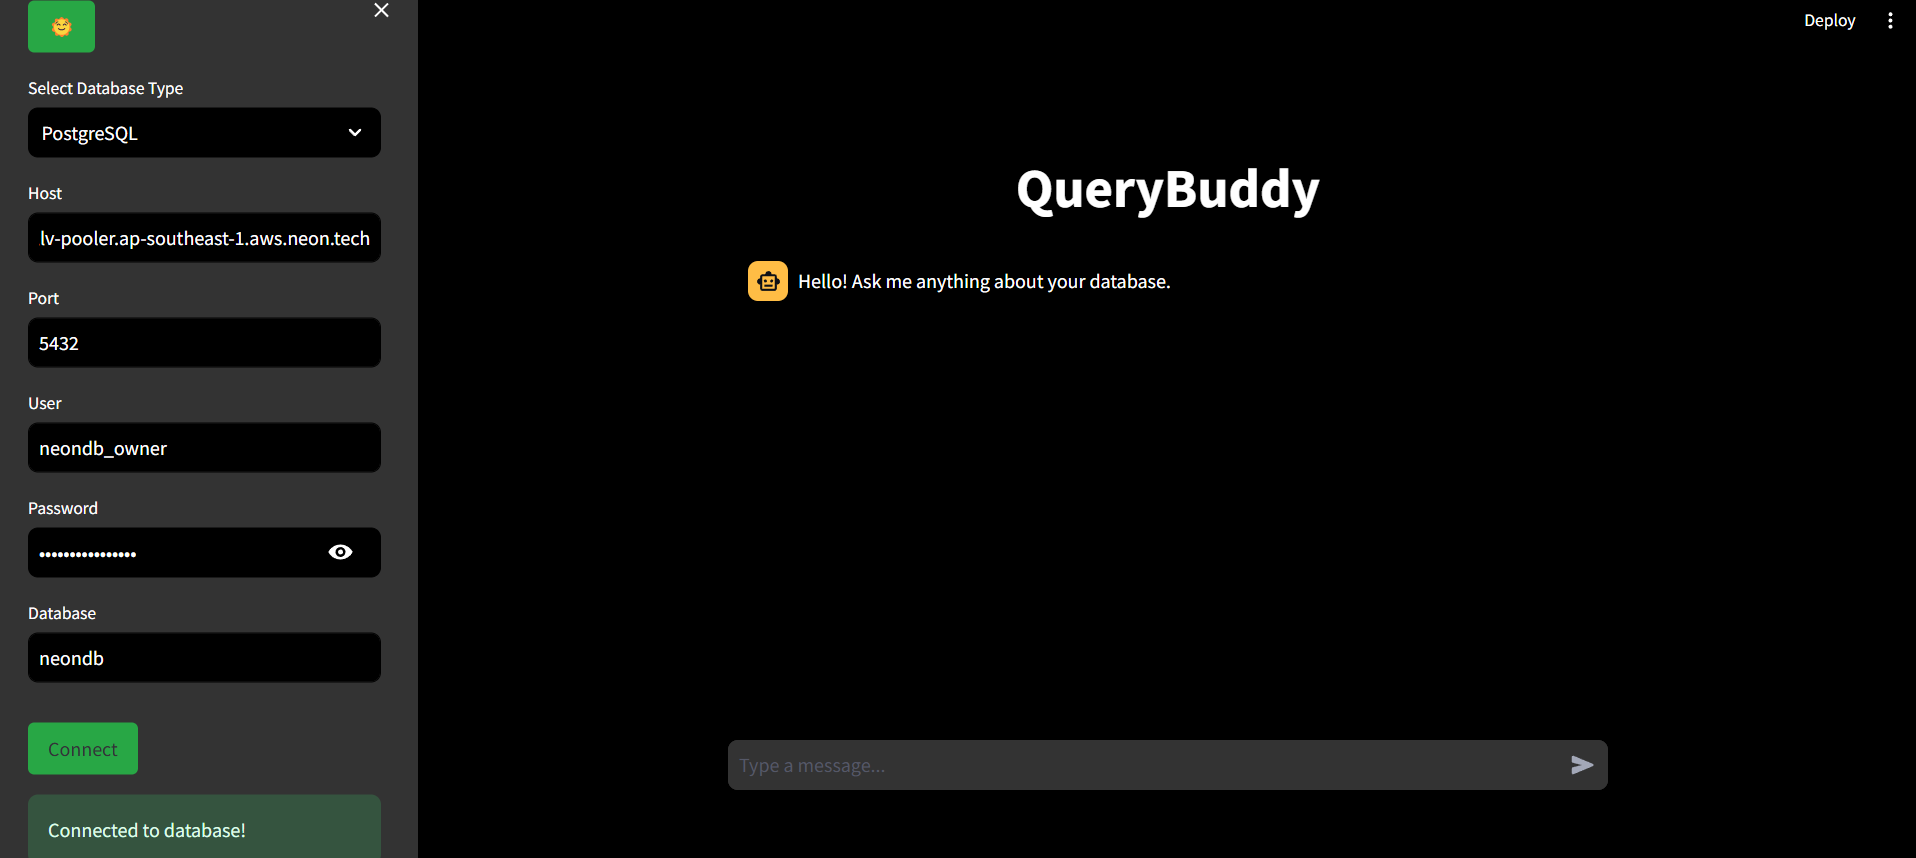 Select Database Type
PostgreSQL
Host
lv-pooler.ap-southeast-1.aws.neon.tech
Port
5432
User
neondb_owner
Password
••••••••••••••••
Database
neondb
Connect
Connected to database!
Deploy
QueryBuddy
Hello! Ask me anything about your database.
Type a message...